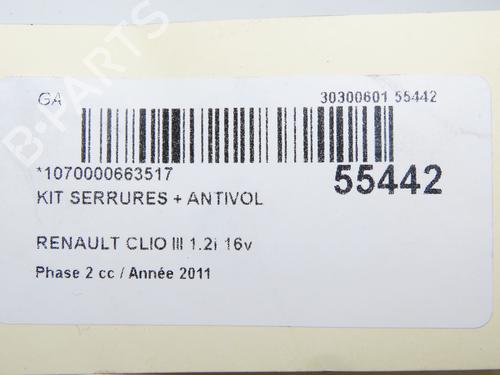 B-PARTS
GA 30300601 55442
*1070000663517 55442
KIT SERRURES + ANTIVOL
RENAULT CLIO III 1.2i 16v
Phase 2 cc / Année 2011